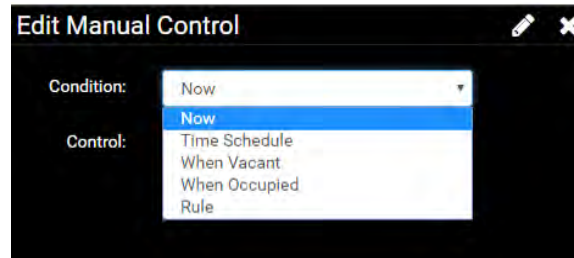 Edit Manual Control
Condition: Now
Now
Control: Time Schedule
When Vacant
When Occupied
Rule